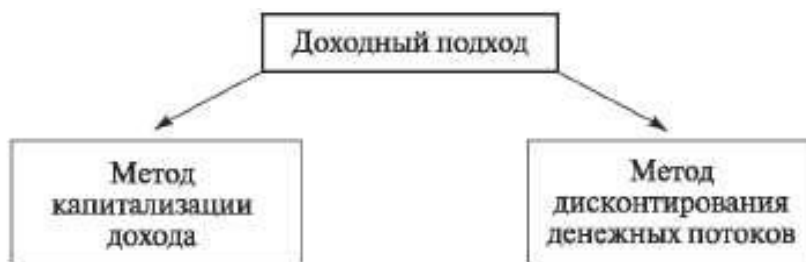 Доходный подход
Метод
капитализации
дохода
Метод
дисконтирования
денежных потоков